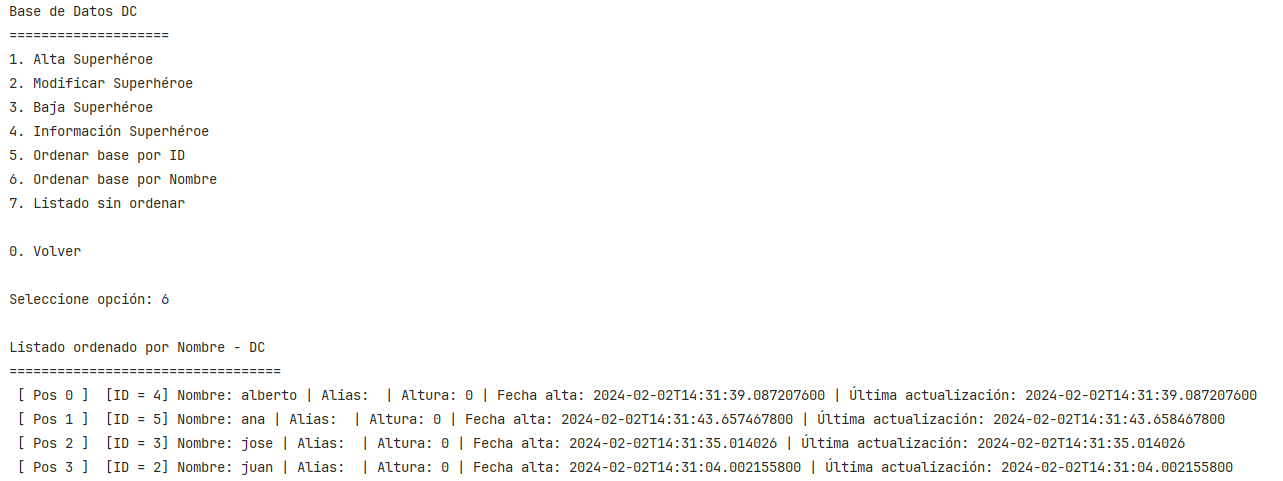 Base de Datos DC
====================
1. Alta Superhéroe
2. Modificar Superhéroe
3. Baja Superhéroe
4. Información Superhéroe
5. Ordenar base por ID
6. Ordenar base por Nombre
7. Listado sin ordenar
0. Volver
Seleccione opción: 6
Listado ordenado por Nombre - DC
==================================
[ Pos 0 ]  [ID = 4] Nombre: alberto | Alias:  | Altura: 0 | Fecha alta: 2024-02-02T14:31:39.087207600 | Última actualización: 2024-02-02T14:31:39.087207600
[ Pos 1 ]  [ID = 5] Nombre: ana | Alias:  | Altura: 0 | Fecha alta: 2024-02-02T14:31:43.657467800 | Última actualización: 2024-02-02T14:31:43.658467800
[ Pos 2 ]  [ID = 3] Nombre: jose | Alias:  | Altura: 0 | Fecha alta: 2024-02-02T14:31:35.014026 | Última actualización: 2024-02-02T14:31:35.014026
[ Pos 3 ]  [ID = 2] Nombre: juan | Alias:  | Altura: 0 | Fecha alta: 2024-02-02T14:31:04.002155800 | Última actualización: 2024-02-02T14:31:04.002155800